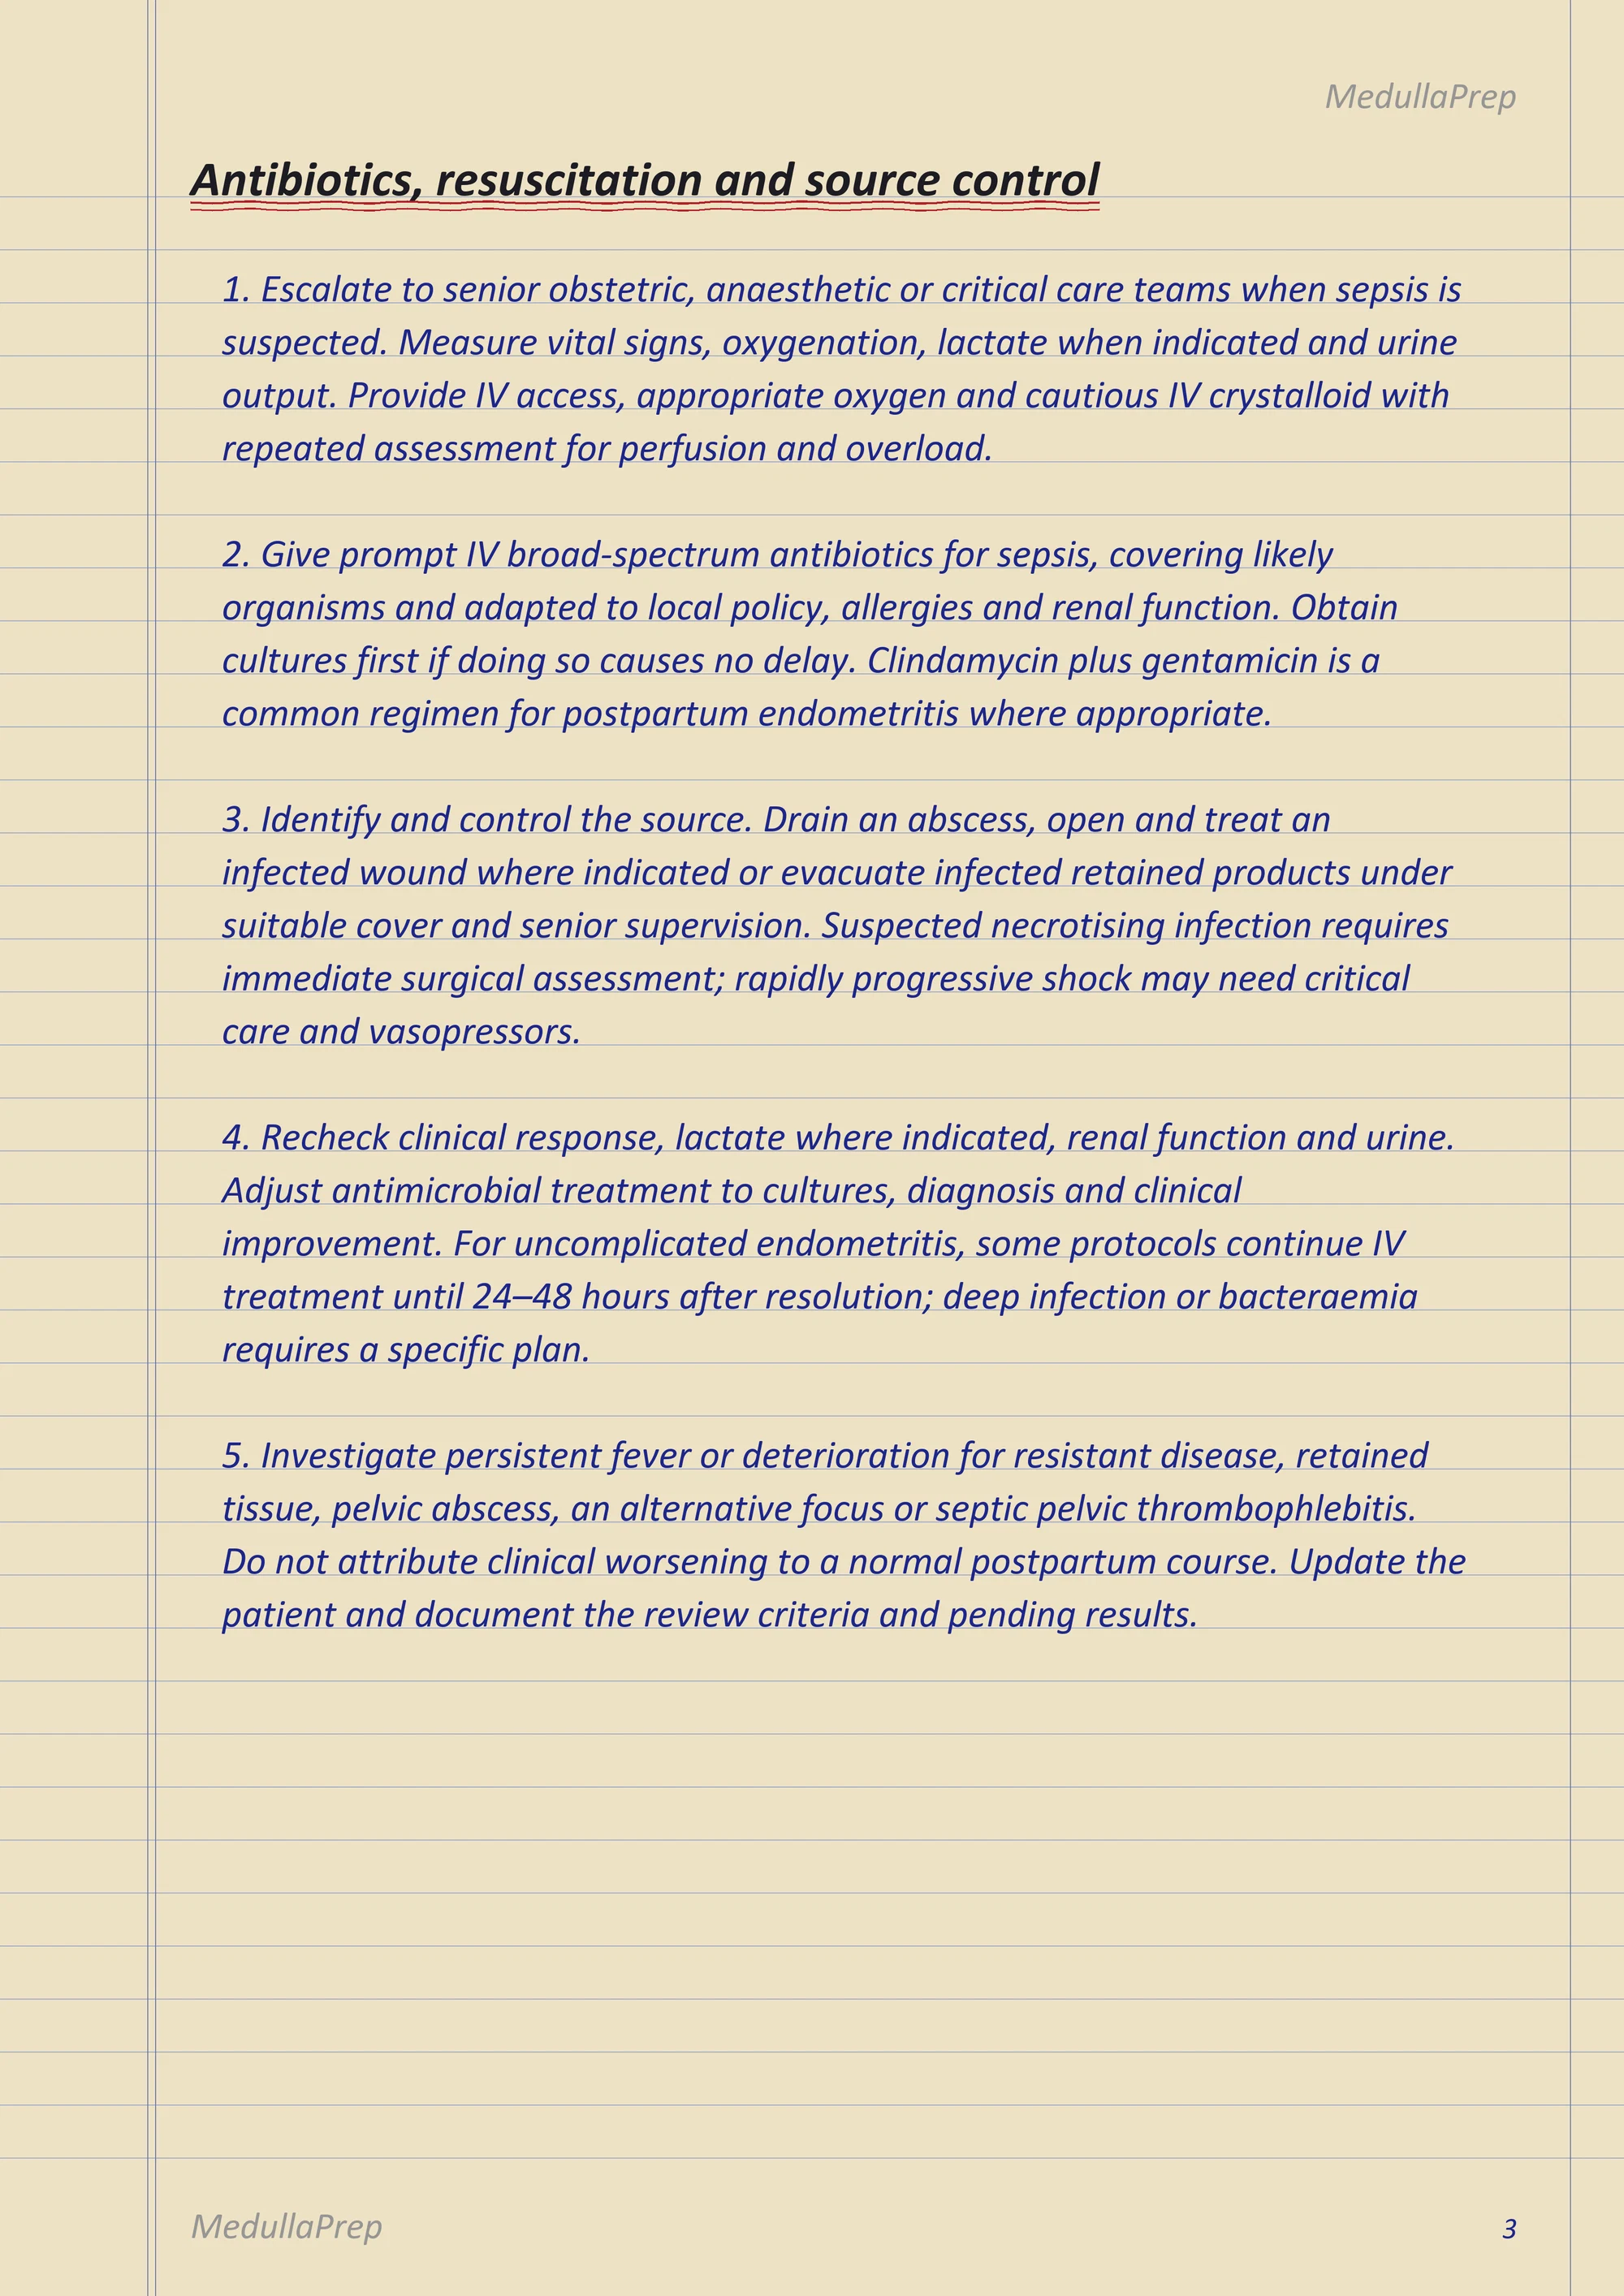 MedullaPrep
Antibiotics, resuscitation and source control
1. Escalate to senior obstetric, anaesthetic or critical care teams when sepsis is
suspected. Measure vital signs, oxygenation, lactate when indicated and urine
output. Provide IV access, appropriate oxygen and cautious IV crystalloid with
repeated assessment for perfusion and overload.
2. Give prompt IV broad-spectrum antibiotics for sepsis, covering likely
organisms and adapted to local policy, allergies and renal function. Obtain
cultures first if doing so causes no delay. Clindamycin plus gentamicin is a
common regimen for postpartum endometritis where appropriate.
3. Identify and control the source. Drain an abscess, open and treat an
infected wound where indicated or evacuate infected retained products under
suitable cover and senior supervision. Suspected necrotising infection requires
immediate surgical assessment; rapidly progressive shock may need critical
care and vasopressors.
4. Recheck clinical response, lactate where indicated, renal function and urine.
Adjust antimicrobial treatment to cultures, diagnosis and clinical
improvement. For uncomplicated endometritis, some protocols continue IV
treatment until 24–48 hours after resolution; deep infection or bacteraemia
requires a specific plan.
5. Investigate persistent fever or deterioration for resistant disease, retained
tissue, pelvic abscess, an alternative focus or septic pelvic thrombophlebitis.
Do not attribute clinical worsening to a normal postpartum course. Update the
patient and document the review criteria and pending results.
MedullaPrep
3